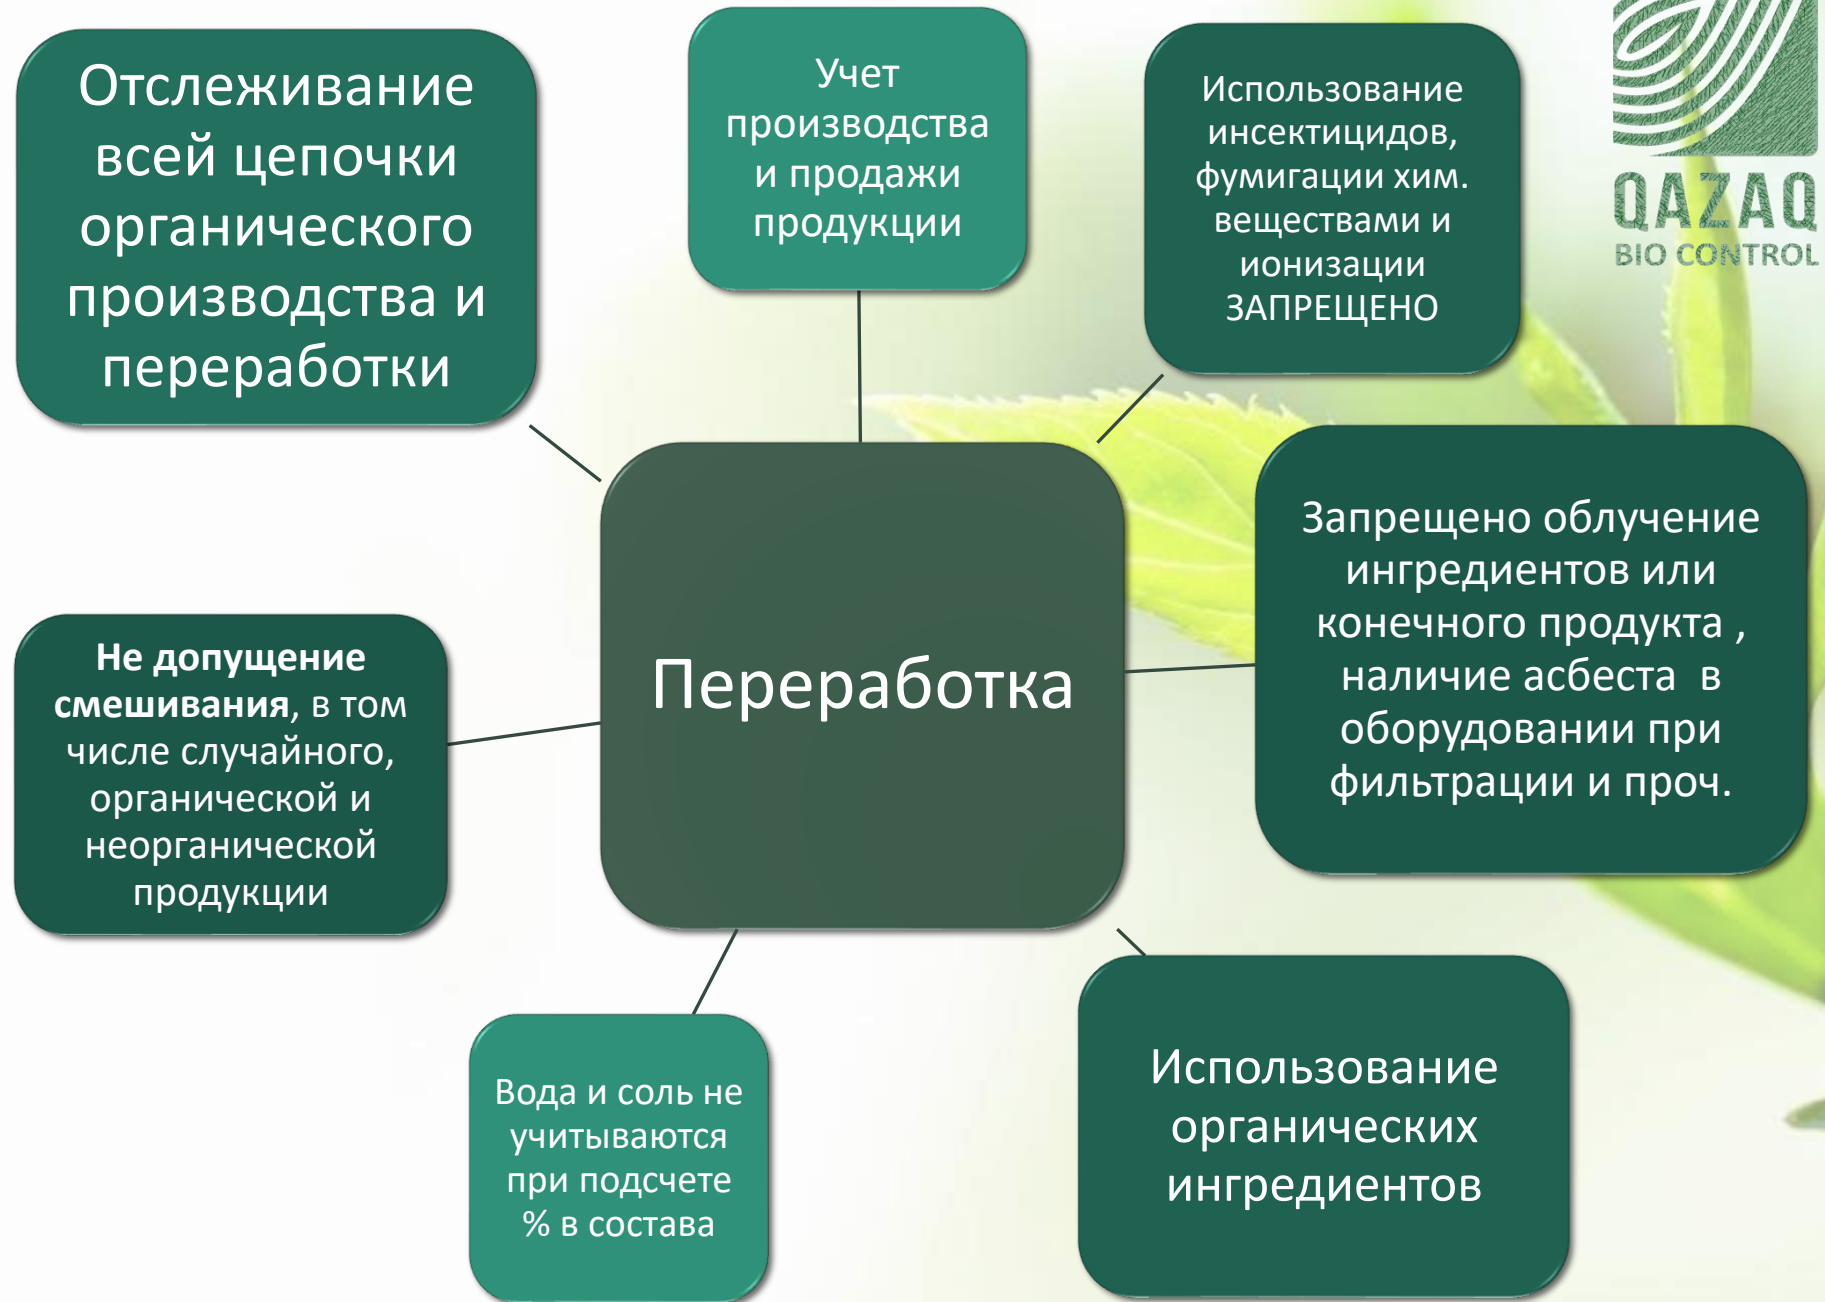 Отслеживание
всей цепочки
органического
производства и
переработки
Учет
производства
и продажи
продукции
Использование
инсектицидов,
фумигации хим.
веществами и
ионизации
ЗАПРЕЩЕНО
QAZAQ
BIO CONTROL
Запрещено облучение
ингредиентов или
конечного продукта ,
наличие асбеста в
оборудовании при
фильтрации и проч.
Переработка
Не допущение
смешивания, в том
числе случайного,
органической и
неорганической
продукции
Вода и соль не
учитываются
при подсчете
% в состава
Использование
органических
ингредиентов